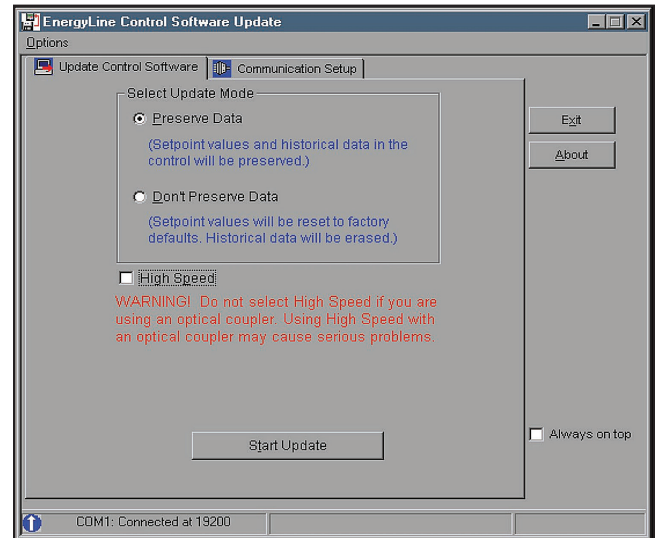 EnergyLine Control Software Update
Options
Update Control Software
Communication Setup
Select Update Mode
Preserve Data
(Setpoint values and historical data in the
control will be preserved.)
Don't Preserve Data
(Setpoint values will be reset to factory
defaults. Historical data will be erased.)
High Speed
WARNING! Do not select High Speed if you are
using an optical coupler. Using High Speed with
an optical coupler may cause serious problems.
Start Update
Exit
About
Always on top
COM1: Connected at 19200